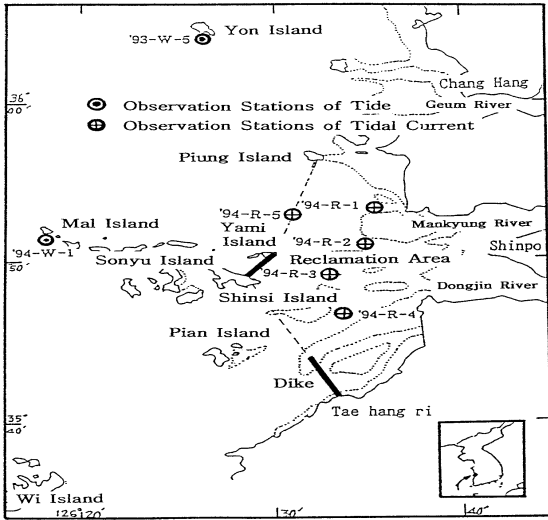 '93-W-5
Yon Island
Chang Hang
36°
00'
Observation Stations of Tide
Geum River
Observation Stations of Tidal Current
Piung Island
'94-R-5
'94-R-1
Mal Island
Yami
Island
'94-R-2
Mankyung River
'94-W-1
Sonyu Island
Reclamation Area
Shinpo
50'
'94-R-3
Dongjin River
Shinsi Island
'94-R-4
Pian Island
Dike
Tae hang ri
35°
40'
Wi Island
126°20'
30'
40'